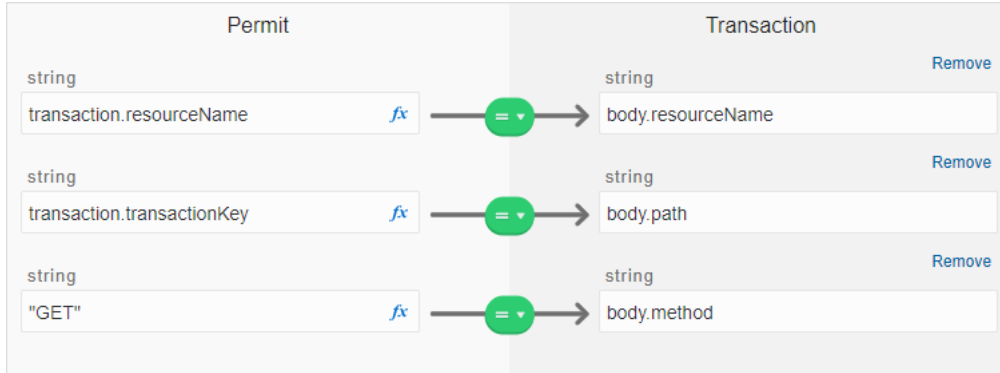 Permit Transaction
Remove
string string
transaction.resourceName fx = body.resourceName
Remove
string string
transaction.transactionKey fx = body.path
Remove
string string
"GET" fx = body.method